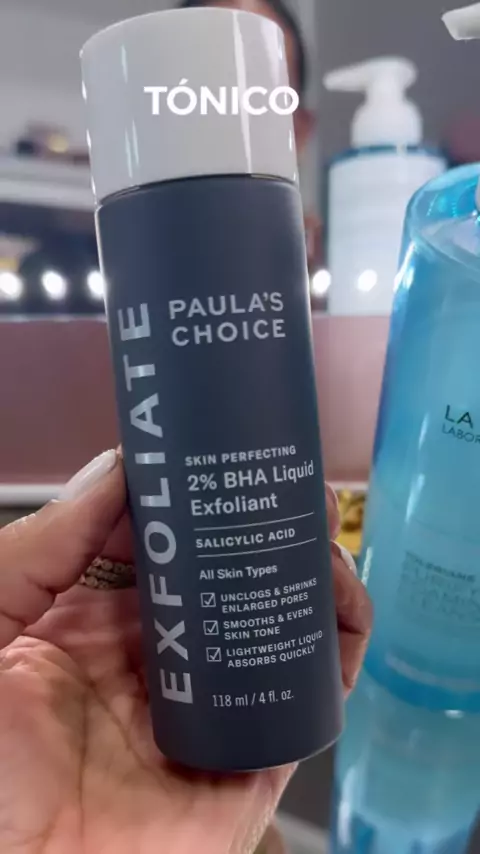 TÓNICO
EXFOLIATE
PAULA'S
CHOICE
SKIN PERFECTING
2% BHA Liquid
Exfoliant
SALICYLIC ACID
All Skin Types
UNCLOGS & SHRINKS
ENLARGED PORES
SMOOTHS & EVENS
SKIN TONE
LIGHTWEIGHT LIQUID
ABSORBS QUICKLY
118 ml / 4 fl. oz.
LA
LABOR